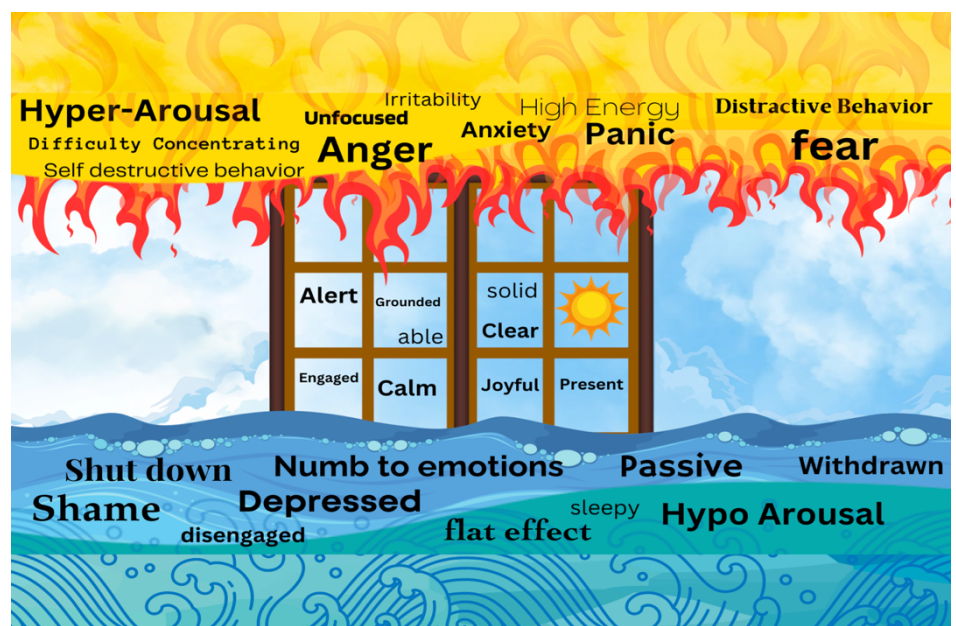 Hyper-Arousal
Irritability
High Energy
Distractive Behavior
Unfocused
Anxiety
Panic
Difficulty Concentrating
Anger
fear
Self destructive behavior
Alert
Grounded
able
solid
Clear
Engaged
Calm
Joyful
Present
Shut down
Numb to emotions
Passive
Withdrawn
Shame
Depressed
sleepy
Hypo Arousal
disengaged
flat effect